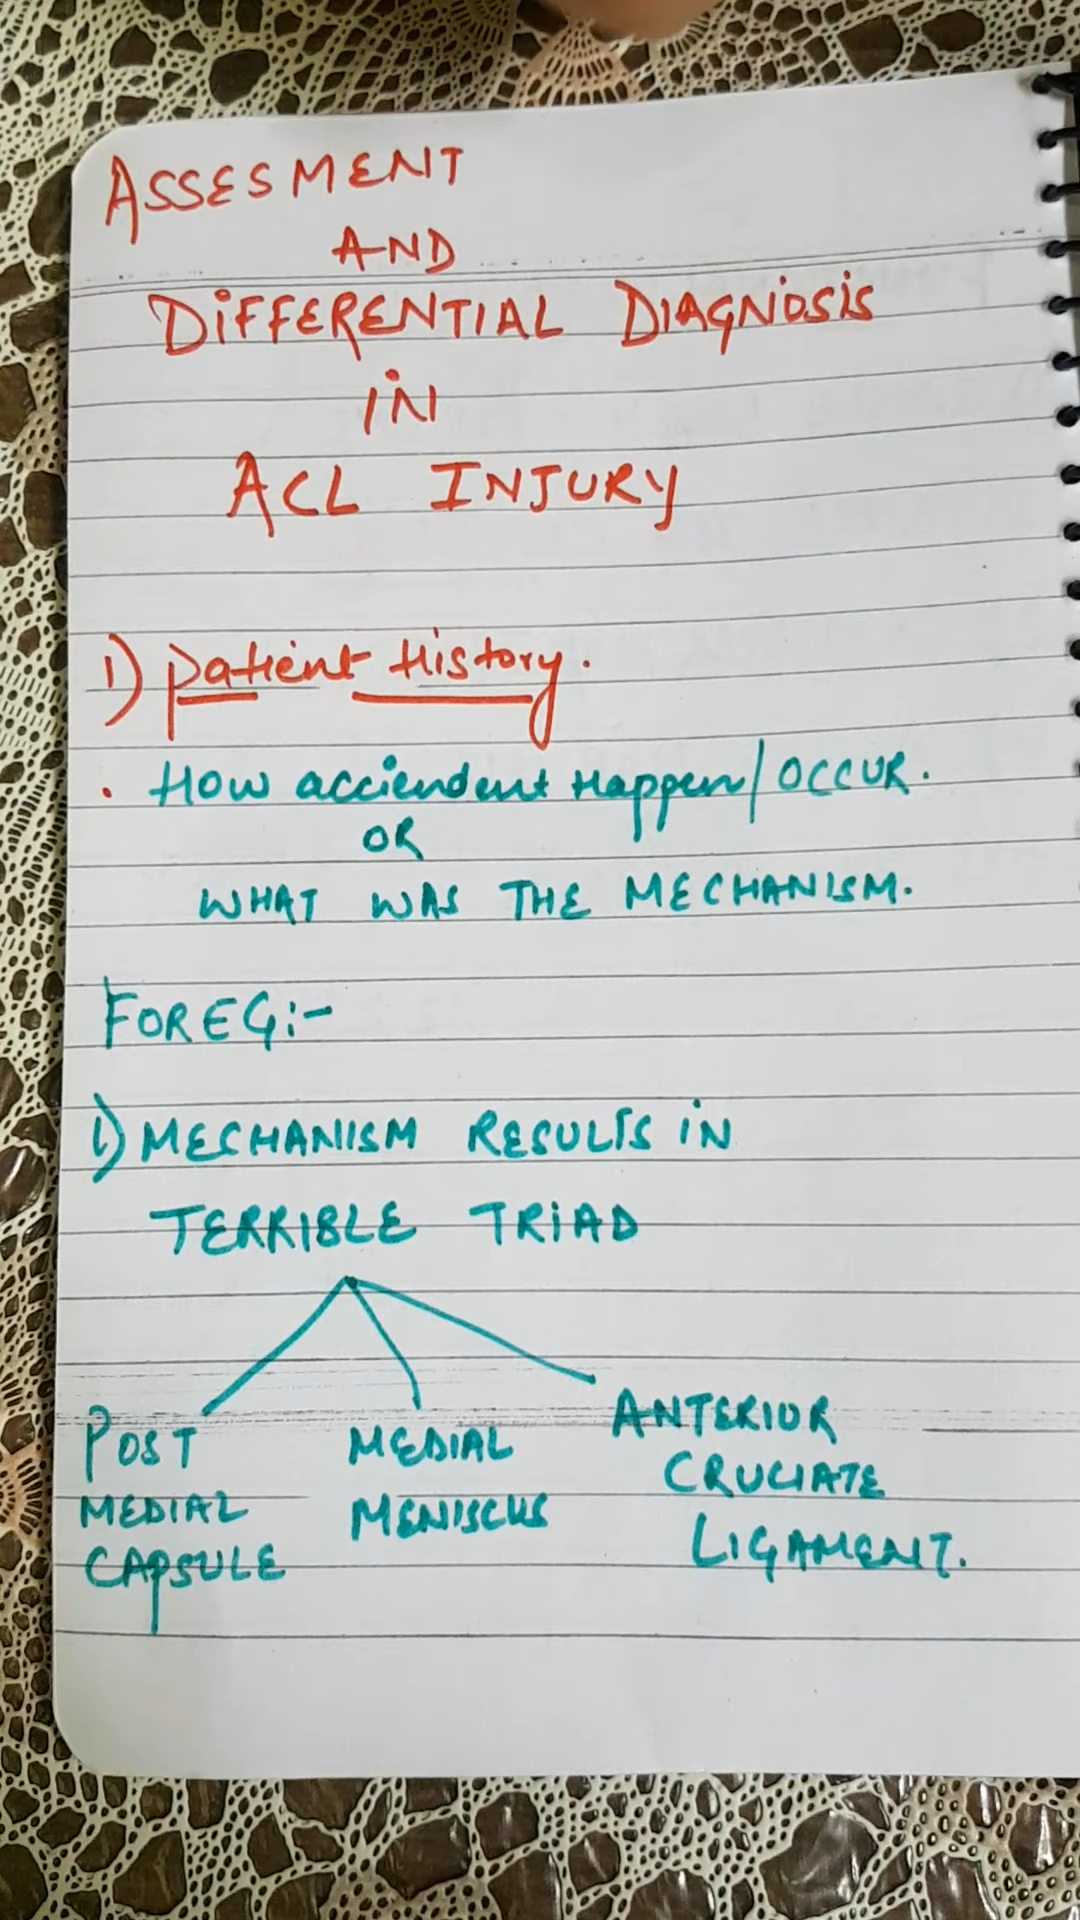 ASSESMENT
AND
DIFFERENTIAL DIAGNOSIS
IN
ACL INJURY
1) Patient History.
. How acciendent Happen/OCCUR.
OR
WHAT WAS THE MECHANISM.
FOREG:-
1) MECHANISM RESULTS IN
TERRIBLE TRIAD
POST
MEDIAL
CAPSULE
MEDIAL
MENISCUS
ANTERIOR
CRUCIATE
LIGAMENT.